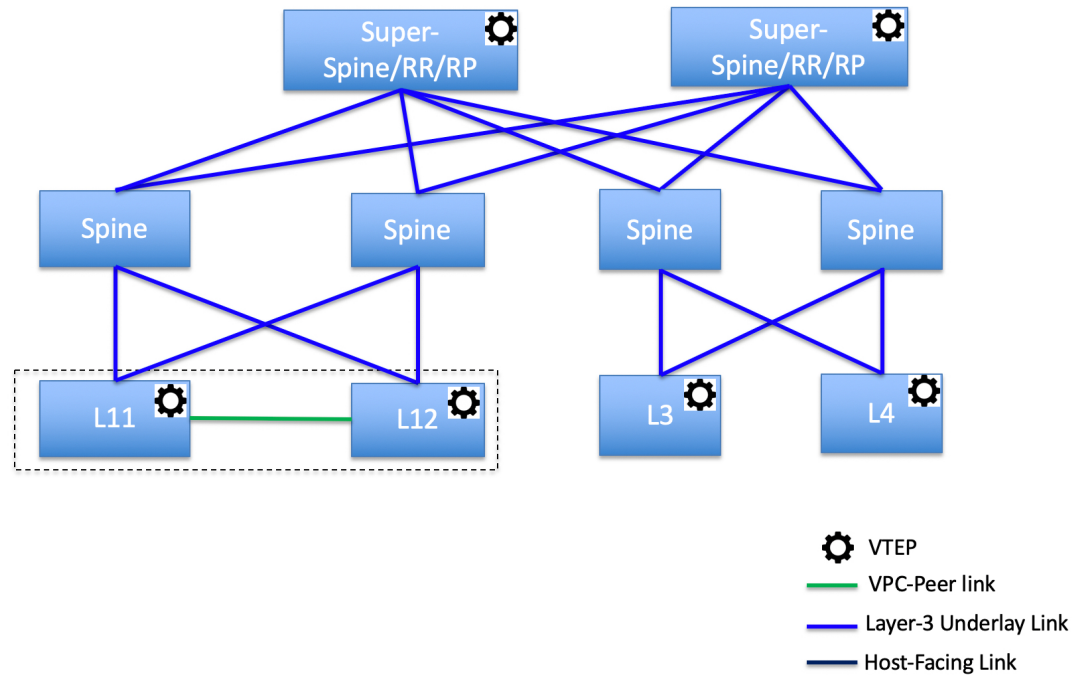 Super-
Spine/RR/RP
Super-
Spine/RR/RP
Spine
Spine
Spine
Spine
L11
L12
L3
L4
VTEP
VPC-Peer link
Layer-3 Underlay Link
Host-Facing Link